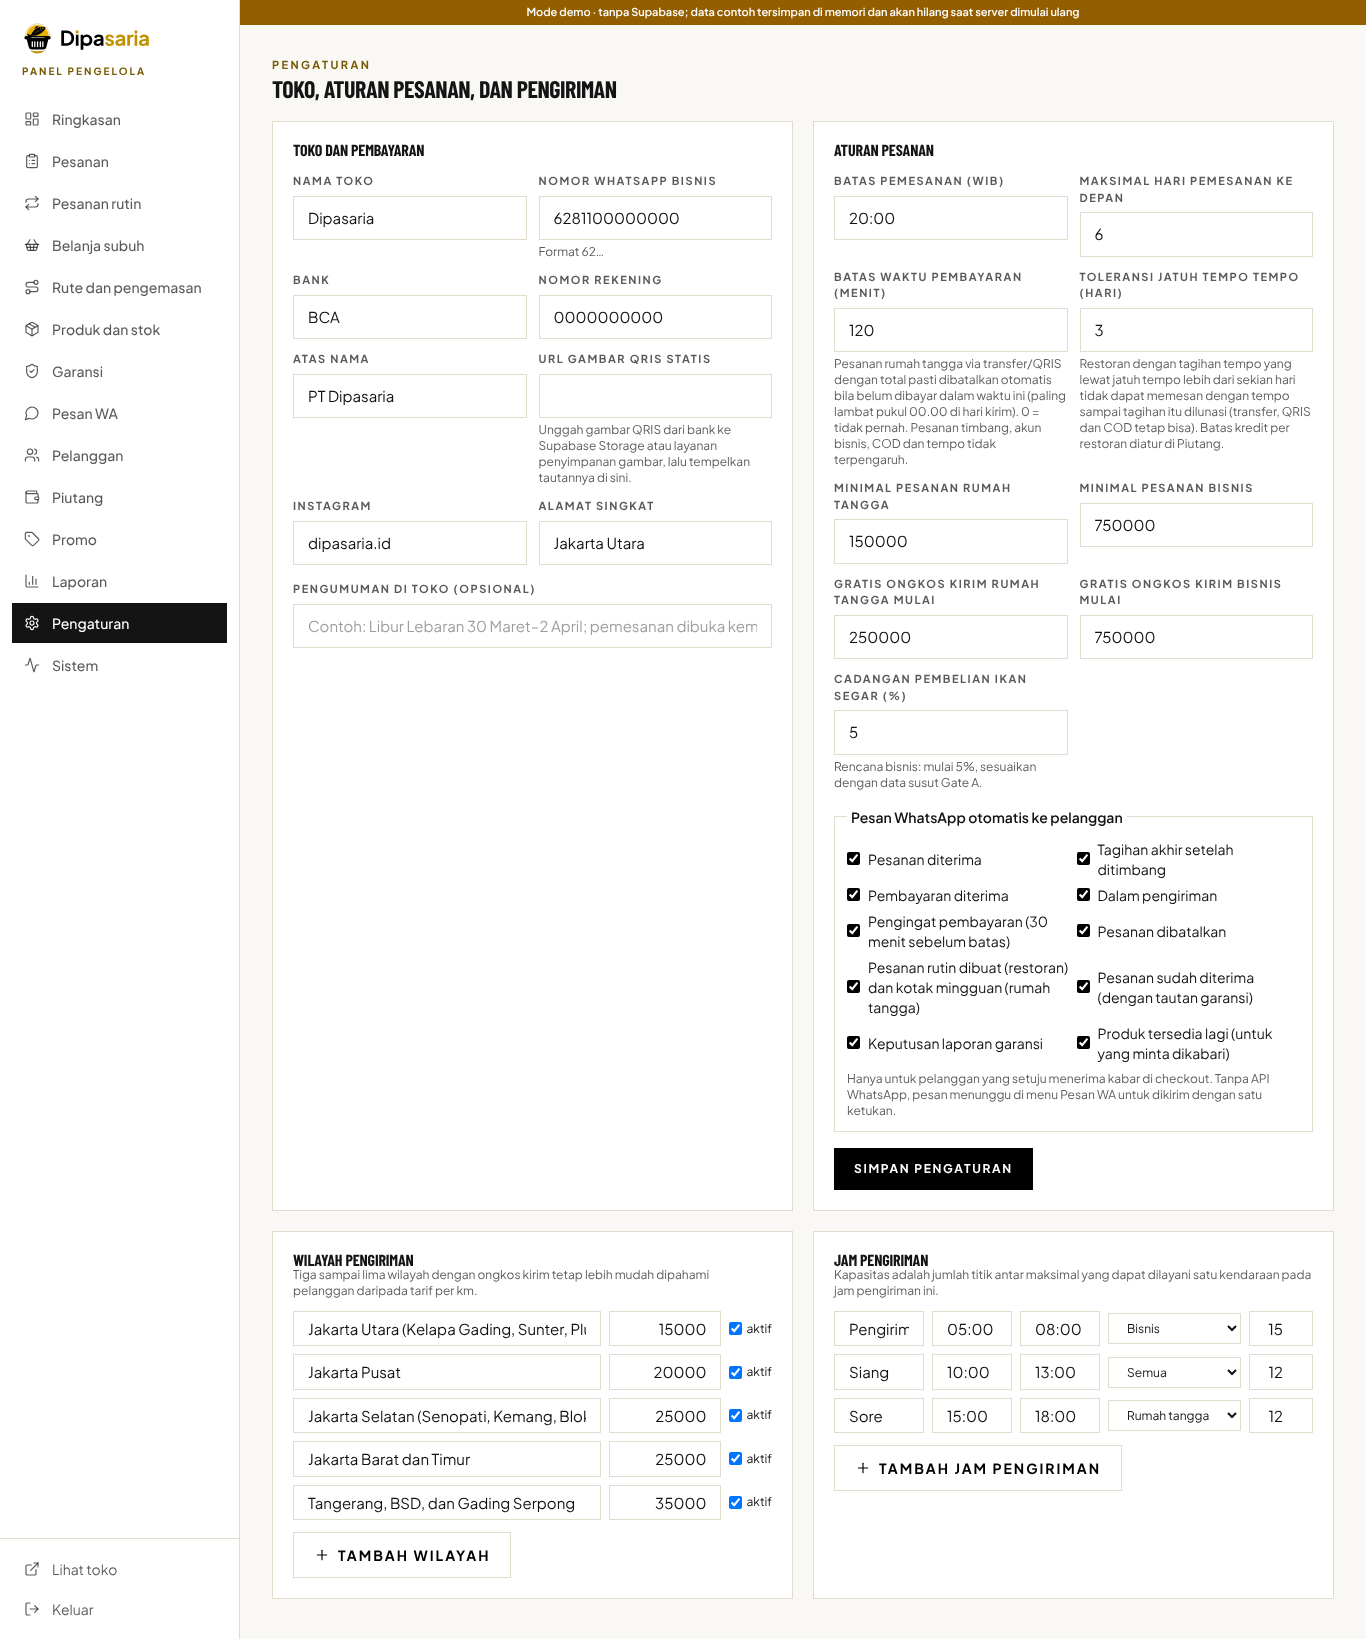 Mode demo · tanpa Supabase; data contoh tersimpan di memori dan akan hilang saat server dimulai ulang
Dipasaria
PANEL PENGELOLA
Ringkasan
Pesanan
Pesanan rutin
Belanja subuh
Rute dan pengemasan
Produk dan stok
Garansi
Pesan WA
Pelanggan
Piutang
Promo
Laporan
Pengaturan
Sistem
Lihat toko
Keluar
PENGATURAN
TOKO, ATURAN PESANAN, DAN PENGIRIMAN
TOKO DAN PEMBAYARAN
NAMA TOKO
Dipasaria
NOMOR WHATSAPP BISNIS
6281100000000
Format 62…
BANK
BCA
NOMOR REKENING
0000000000
ATAS NAMA
PT Dipasaria
URL GAMBAR QRIS STATIS
Unggah gambar QRIS dari bank ke
Supabase Storage atau layanan
penyimpanan gambar, lalu tempelkan
tautannya di sini.
INSTAGRAM
dipasaria.id
ALAMAT SINGKAT
Jakarta Utara
PENGUMUMAN DI TOKO (OPSIONAL)
Contoh: Libur Lebaran 30 Maret–2 April; pemesanan dibuka kem
ATURAN PESANAN
BATAS PEMESANAN (WIB)
20:00
MAKSIMAL HARI PEMESANAN KE
DEPAN
6
BATAS WAKTU PEMBAYARAN
(MENIT)
120
Pesanan rumah tangga via transfer/QRIS
dengan total pasti dibatalkan otomatis
bila belum dibayar dalam waktu ini (paling
lambat pukul 00.00 di hari kirim). 0 =
tidak pernah. Pesanan timbang, akun
bisnis, COD dan tempo tidak
terpengaruh.
TOLERANSI JATUH TEMPO TEMPO
(HARI)
3
Restoran dengan tagihan tempo yang
lewat jatuh tempo lebih dari sekian hari
tidak dapat memesan dengan tempo
sampai tagihan itu dilunasi (transfer, QRIS
dan COD tetap bisa). Batas kredit per
restoran diatur di Piutang.
MINIMAL PESANAN RUMAH
TANGGA
150000
MINIMAL PESANAN BISNIS
750000
GRATIS ONGKOS KIRIM RUMAH
TANGGA MULAI
250000
GRATIS ONGKOS KIRIM BISNIS
MULAI
750000
CADANGAN PEMBELIAN IKAN
SEGAR (%)
5
Rencana bisnis: mulai 5%, sesuaikan
dengan data susut Gate A.
Pesan WhatsApp otomatis ke pelanggan
Pesanan diterima
Tagihan akhir setelah
ditimbang
Pembayaran diterima
Dalam pengiriman
Pengingat pembayaran (30
menit sebelum batas)
Pesanan dibatalkan
Pesanan rutin dibuat (restoran)
dan kotak mingguan (rumah
tangga)
Pesanan sudah diterima
(dengan tautan garansi)
Keputusan laporan garansi
Produk tersedia lagi (untuk
yang minta dikabari)
Hanya untuk pelanggan yang setuju menerima kabar di checkout. Tanpa API
WhatsApp, pesan menunggu di menu Pesan WA untuk dikirim dengan satu
ketukan.
SIMPAN PENGATURAN
WILAYAH PENGIRIMAN
Tiga sampai lima wilayah dengan ongkos kirim tetap lebih mudah dipahami
pelanggan daripada tarif per km.
Jakarta Utara (Kelapa Gading, Sunter, Plu 15000 aktif
Jakarta Pusat 20000 aktif
Jakarta Selatan (Senopati, Kemang, Blok 25000 aktif
Jakarta Barat dan Timur 25000 aktif
Tangerang, BSD, dan Gading Serpong 35000 aktif
+ TAMBAH WILAYAH
JAM PENGIRIMAN
Kapasitas adalah jumlah titik antar maksimal yang dapat dilayani satu kendaraan pada
jam pengiriman ini.
Pengirim 05:00 08:00 Bisnis 15
Siang 10:00 13:00 Semua 12
Sore 15:00 18:00 Rumah tangga 12
+ TAMBAH JAM PENGIRIMAN